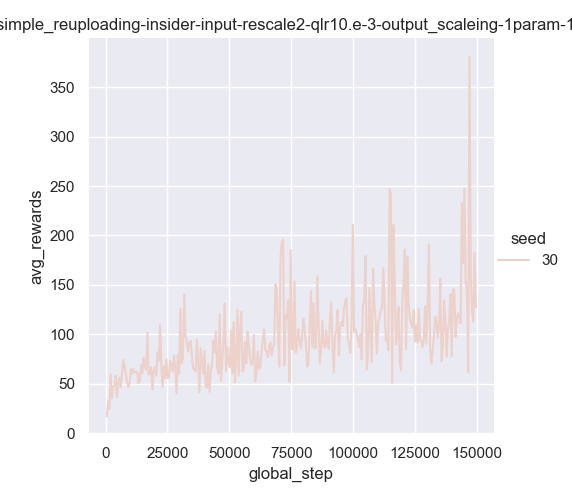 simple_reuploading-insider-input-rescale2-qlr10.e-3-output_scaleing-1param-1
350
300
250
200
150
100
50
0
avg_rewards
0 25000 50000 75000 100000 125000 150000
global_step
seed
30